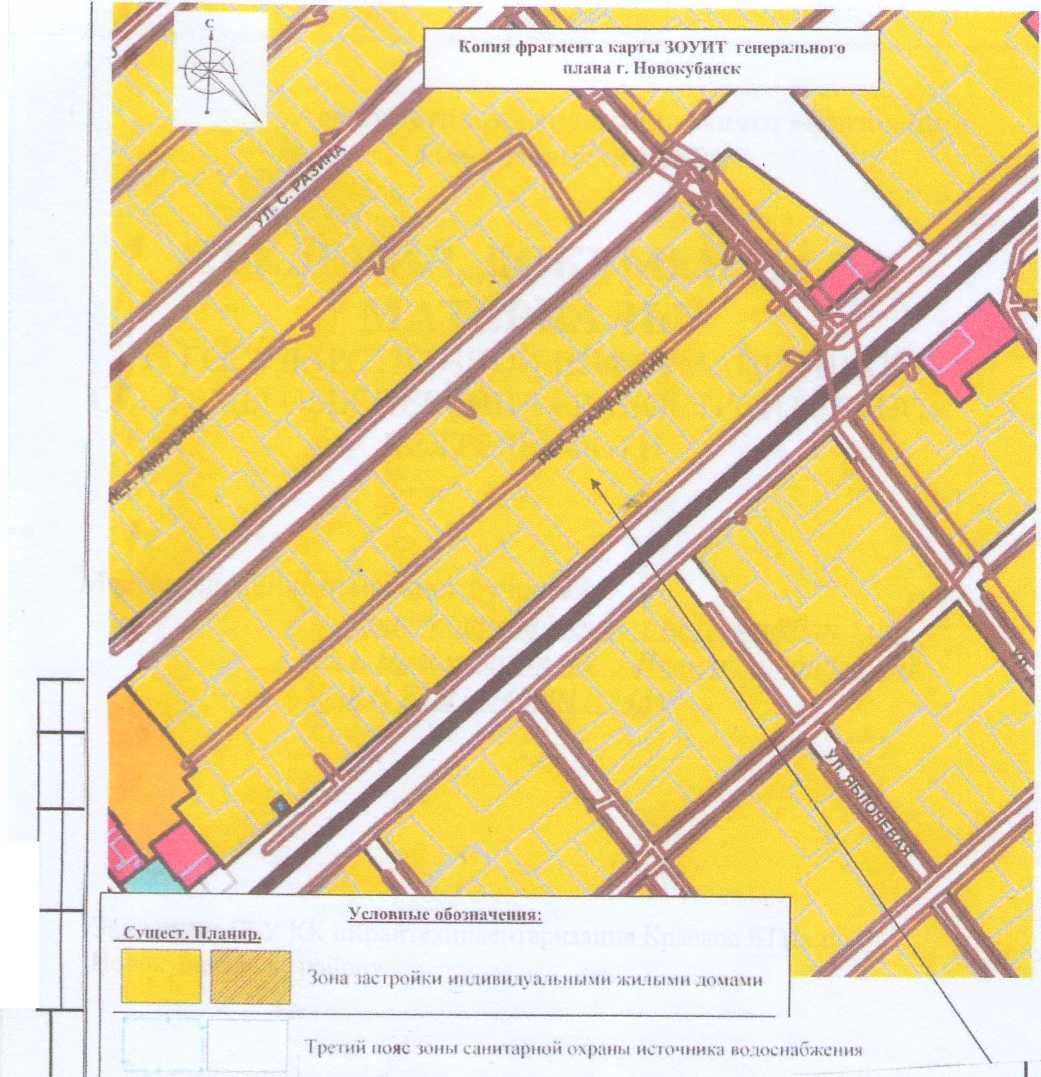 С
Копия фрагмента карты ЗОУИТ генерального
плана г. Новокубанск
УЛ. С. РАЗИНА
ПЕР. АМУРСКИЙ
ПЕР. ГРАЖДАНСКИЙ
УЛ. ЯБЛОНЕВАЯ
УЛ.
Условные обозначения:
Сущест. Планир.
Зона застройки индивидуальными жилыми домами
Третий пояс зоны санитарной охраны источника водоснабжения